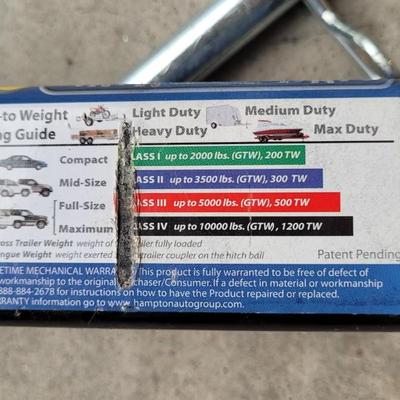 -to Weight Light Duty Medium Duty
ng Guide Heavy Duty Max Duty
Compact ASS I up to 2000 lbs. (GTW), 200 TW
Mid-Size ASS II up to 3500 lbs. (GTW), 300 TW
Full-Size ASS III up to 5000 lbs. (GTW), 500 TW
Maximum ASS IV up to 10000 lbs. (GTW), 1200 TW
oss Trailer Weight weight of trailer fully loaded
ngue Weight weight exerted trailer coupler on the hitch ball Patent Pending
ETIME MECHANICAL WARRA This product is fully warranted to be free of defect of
workmanship to the original chaser/Consumer. If a defect in material or workmanship
888-884-2678 for instructions on how to have the Product repaired or replaced.
RRANTY information go to www. hamptonautogroup.com